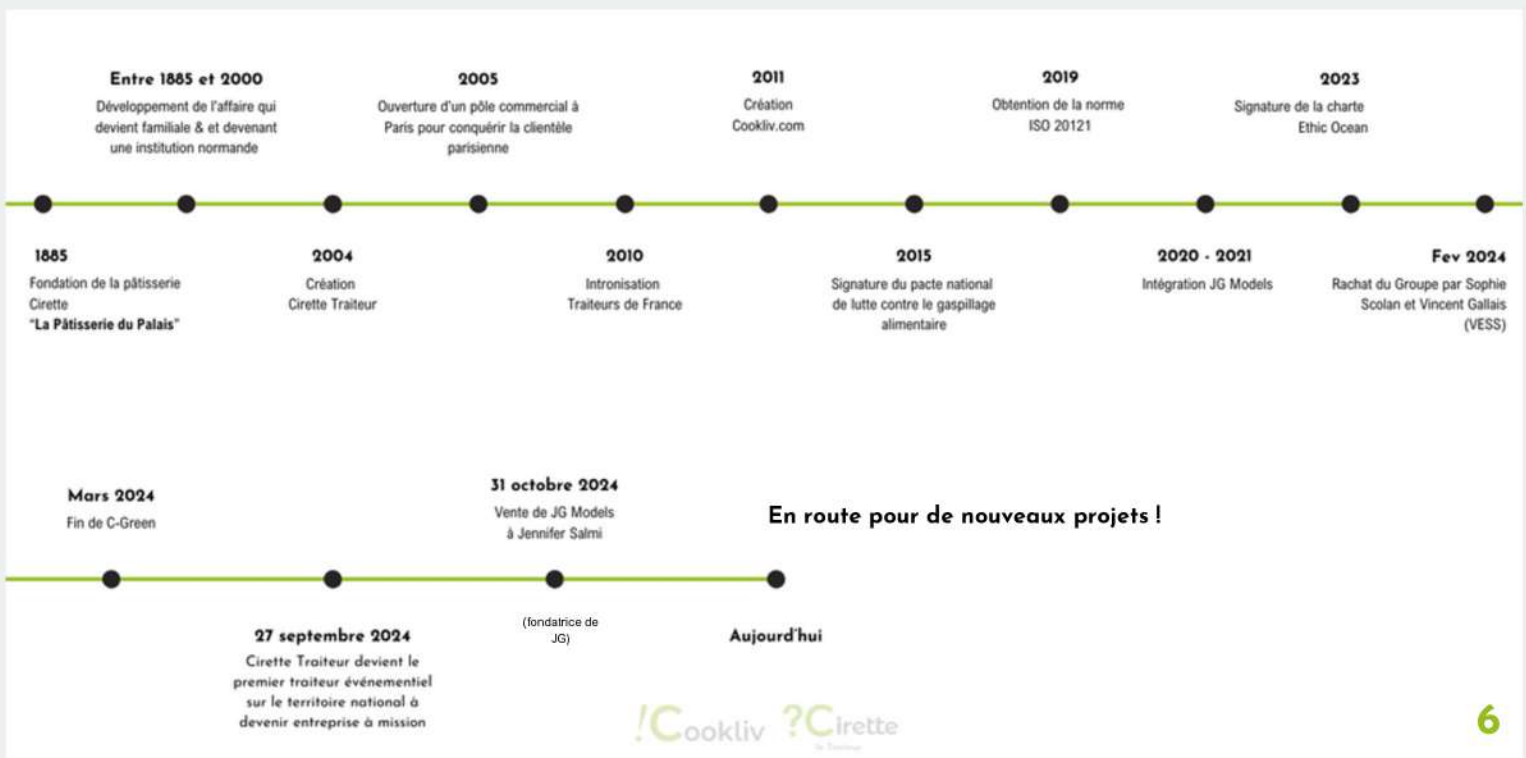 Entre 1885 et 2000
Développement de l'affaire qui
devient familiale & et devenant
une institution normande
2005
Ouverture d'un pôle commercial à
Paris pour conquérir la clientèle
parisienne
2011
Création
Cookliv.com
2019
Obtention de la norme
ISO 20121
2023
Signature de la charte
Ethic Ocean
1885
Fondation de la pâtisserie
Cirette
"La Pâtisserie du Palais"
2004
Création
Cirette Traiteur
2010
Intronisation
Traiteurs de France
2015
Signature du pacte national
de lutte contre le gaspillage
alimentaire
2020 - 2021
Intégration JG Models
Fev 2024
Rachat du Groupe par Sophie
Scolan et Vincent Gallais
(VESS)
Mars 2024
Fin de C-Green
31 octobre 2024
Vente de JG Models
à Jennifer Salmi
En route pour de nouveaux projets !
27 septembre 2024
Cirette Traiteur devient le
premier traiteur événementiel
sur le territoire national à
devenir entreprise à mission
(fondatrice de
JG)
Aujourd'hui
!Cookliv ?Cirette
6